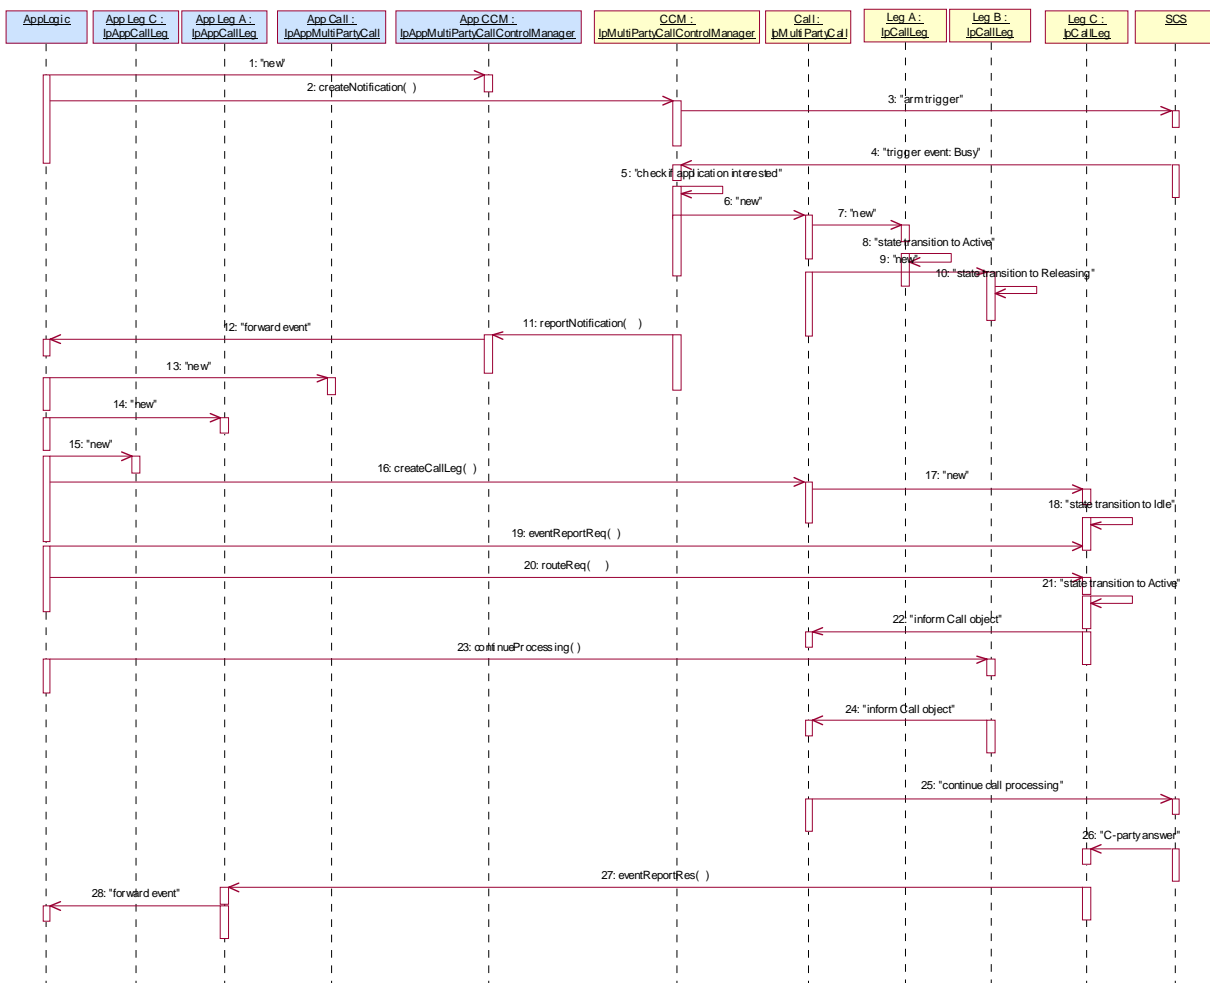 AppLogic
App Leg C :
IpAppCallLeg
App Leg A :
IpAppCallLeg
App Call :
IpAppMultiPartyCall
App CCM :
IpAppMultiPartyCallControlManager
CCM :
IpMultiPartyCallControlManager
Call :
IpMultiPartyCall
Leg A :
IpCallLeg
Leg B :
IpCallLeg
Leg C :
IpCallLeg
SCS
1: "new"
2: createNotification( )
3: "arm trigger"
4: "trigger event: Busy"
5: "check if application interested"
6: "new"
7: "new"
8: "state transition to Active"
9: "new"
10: "state transition to Releasing"
11: reportNotification( )
12: "forward event"
13: "new"
14: "new"
15: "new"
16: createCallLeg( )
17: "new"
18: "state transition to Idle"
19: eventReportReq( )
20: routeReq( )
21: "state transition to Active"
22: "inform Call object"
23: continueProcessing( )
24: "inform Call object"
25: "continue call processing"
26: "C-party answer"
27: eventReportRes( )
28: "forward event"